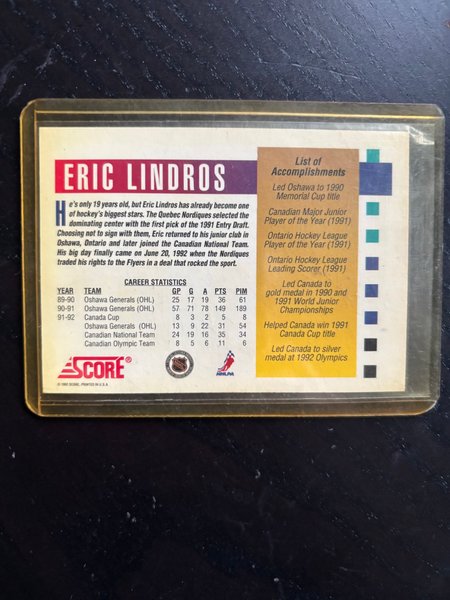 ERIC LINDROS
He's only 19 years old, but Eric Lindros has already become one
of hockey's biggest stars. The Quebec Nordiques selected the
dominating center with the first pick of the 1991 Entry Draft.
Choosing not to sign with them, Eric returned to his junior club in
Oshawa, Ontario and later joined the Canadian National Team.
His big day finally came on June 20, 1992 when the Nordiques
traded his rights to the Flyers in a deal that rocked the sport.
CAREER STATISTICS
YEAR TEAM GP G A PTS PIM
89-90 Oshawa Generals (OHL) 25 17 19 36 61
90-91 Oshawa Generals (OHL) 57 71 78 149 189
91-92 Canada Cup 8 3 2 5 8
Oshawa Generals (OHL) 13 9 22 31 54
Canadian National Team 24 19 16 35 34
Canadian Olympic Team 8 5 6 11 6
SCORE®
© 1992 SCORE, PRINTED IN U.S.A.
NHLPA
List of
Accomplishments
Led Oshawa to 1990
Memorial Cup title
Canadian Major Junior
Player of the Year (1991)
Ontario Hockey League
Player of the Year (1991)
Ontario Hockey League
Leading Scorer (1991)
Led Canada to
gold medal in 1990 and
1991 World Junior
Championships
Helped Canada win 1991
Canada Cup title
Led Canada to silver
medal at 1992 Olympics